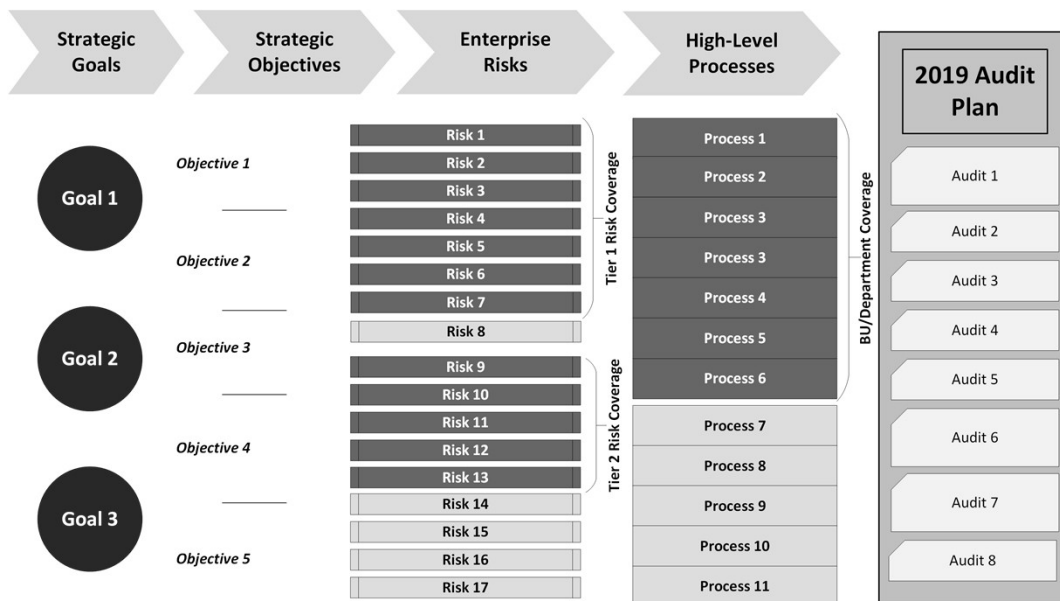 Strategic
Goals
Strategic
Objectives
Enterprise
Risks
High-Level
Processes
2019 Audit
Plan
Goal 1
Goal 2
Goal 3
Objective 1
Objective 2
Objective 3
Objective 4
Objective 5
Risk 1
Risk 2
Risk 3
Risk 4
Risk 5
Risk 6
Risk 7
Risk 8
Risk 9
Risk 10
Risk 11
Risk 12
Risk 13
Risk 14
Risk 15
Risk 16
Risk 17
Tier 1 Risk Coverage
Tier 2 Risk Coverage
Process 1
Process 2
Process 3
Process 3
Process 4
Process 5
Process 6
Process 7
Process 8
Process 9
Process 10
Process 11
BU/Department Coverage
Audit 1
Audit 2
Audit 3
Audit 4
Audit 5
Audit 6
Audit 7
Audit 8